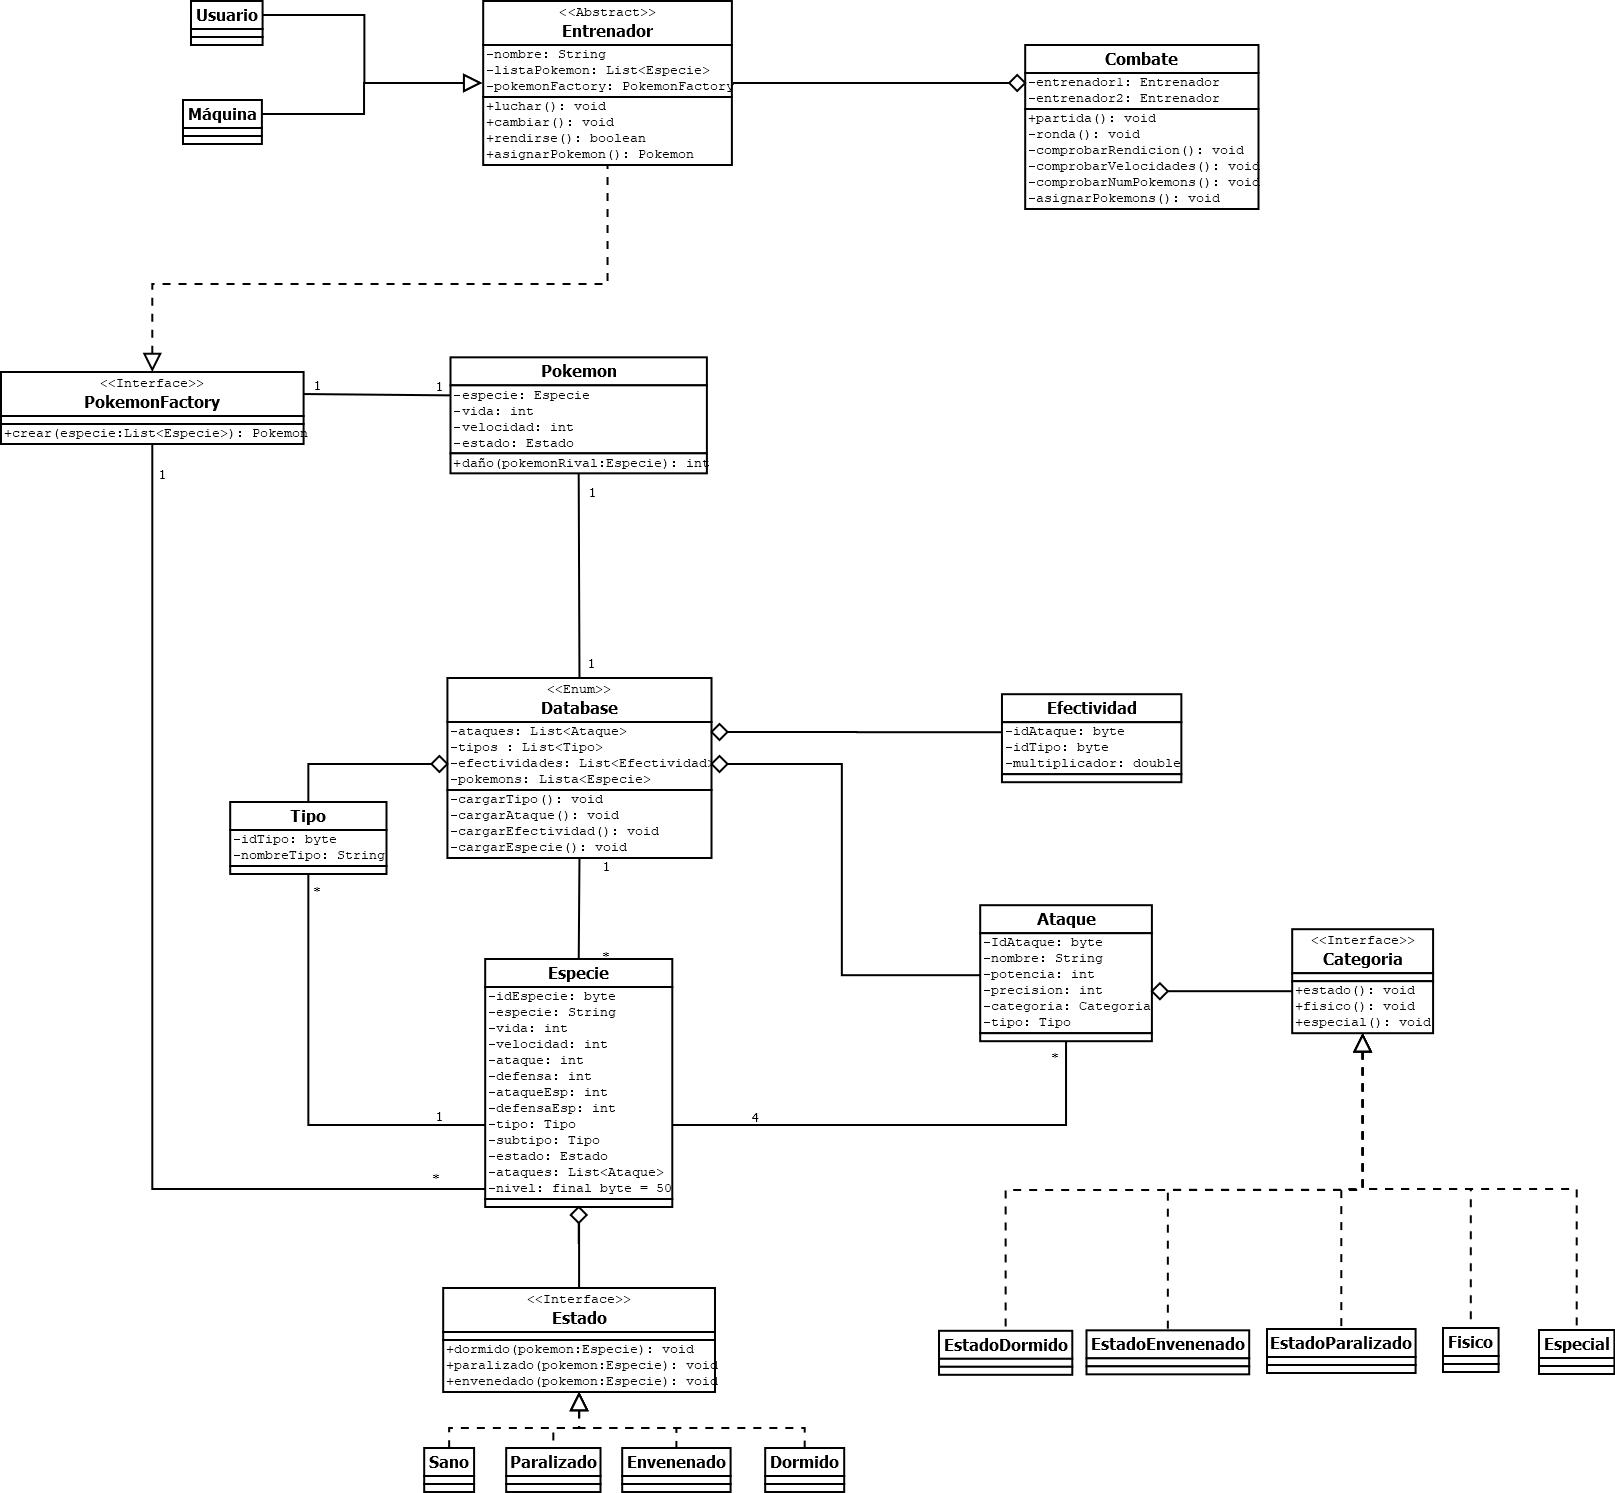 Usuario
Máquina
<<Abstract>>
Entrenador
-nombre: String
-listaPokemon: List<Especie>
-pokemonFactory: PokemonFactory
+luchar(): void
+cambiar(): void
+rendirse(): boolean
+asignarPokemon(): Pokemon
Combate
-entrenador1: Entrenador
-entrenador2: Entrenador
+partida(): void
-ronda(): void
-comprobarRendicion(): void
-comprobarVelocidades(): void
-comprobarNumPokemons(): void
-asignarPokemons(): void
<<Interface>>
PokemonFactory
+crear(especie:List<Especie>): Pokemon
1
1
1
Pokemon
-especie: Especie
-vida: int
-velocidad: int
-estado: Estado
+daño(pokemonRival:Especie): int
1
1
<<Enum>>
Database
-ataques: List<Ataque>
-tipos : List<Tipo>
-efectividades: List<Efectividad>
-pokemons: Lista<Especie>
-cargarTipo(): void
-cargarAtaque(): void
-cargarEfectividad(): void
-cargarEspecie(): void
1
*
Efectividad
-idAtaque: byte
-idTipo: byte
-multiplicador: double
Tipo
-idTipo: byte
-nombreTipo: String
*
1
*
Especie
-idEspecie: byte
-especie: String
-vida: int
-velocidad: int
-ataque: int
-defensa: int
-ataqueEsp: int
-defensaEsp: int
-tipo: Tipo
-subtipo: Tipo
-estado: Estado
-ataques: List<Ataque>
-nivel: final byte = 50
4
*
Ataque
-IdAtaque: byte
-nombre: String
-potencia: int
-precision: int
-categoria: Categoria
-tipo: Tipo
<<Interface>>
Categoria
+estado(): void
+fisico(): void
+especial(): void
EstadoDormido
EstadoEnvenenado
EstadoParalizado
Fisico
Especial
<<Interface>>
Estado
+dormido(pokemon:Especie): void
+paralizado(pokemon:Especie): void
+envenedado(pokemon:Especie): void
Sano
Paralizado
Envenenado
Dormido